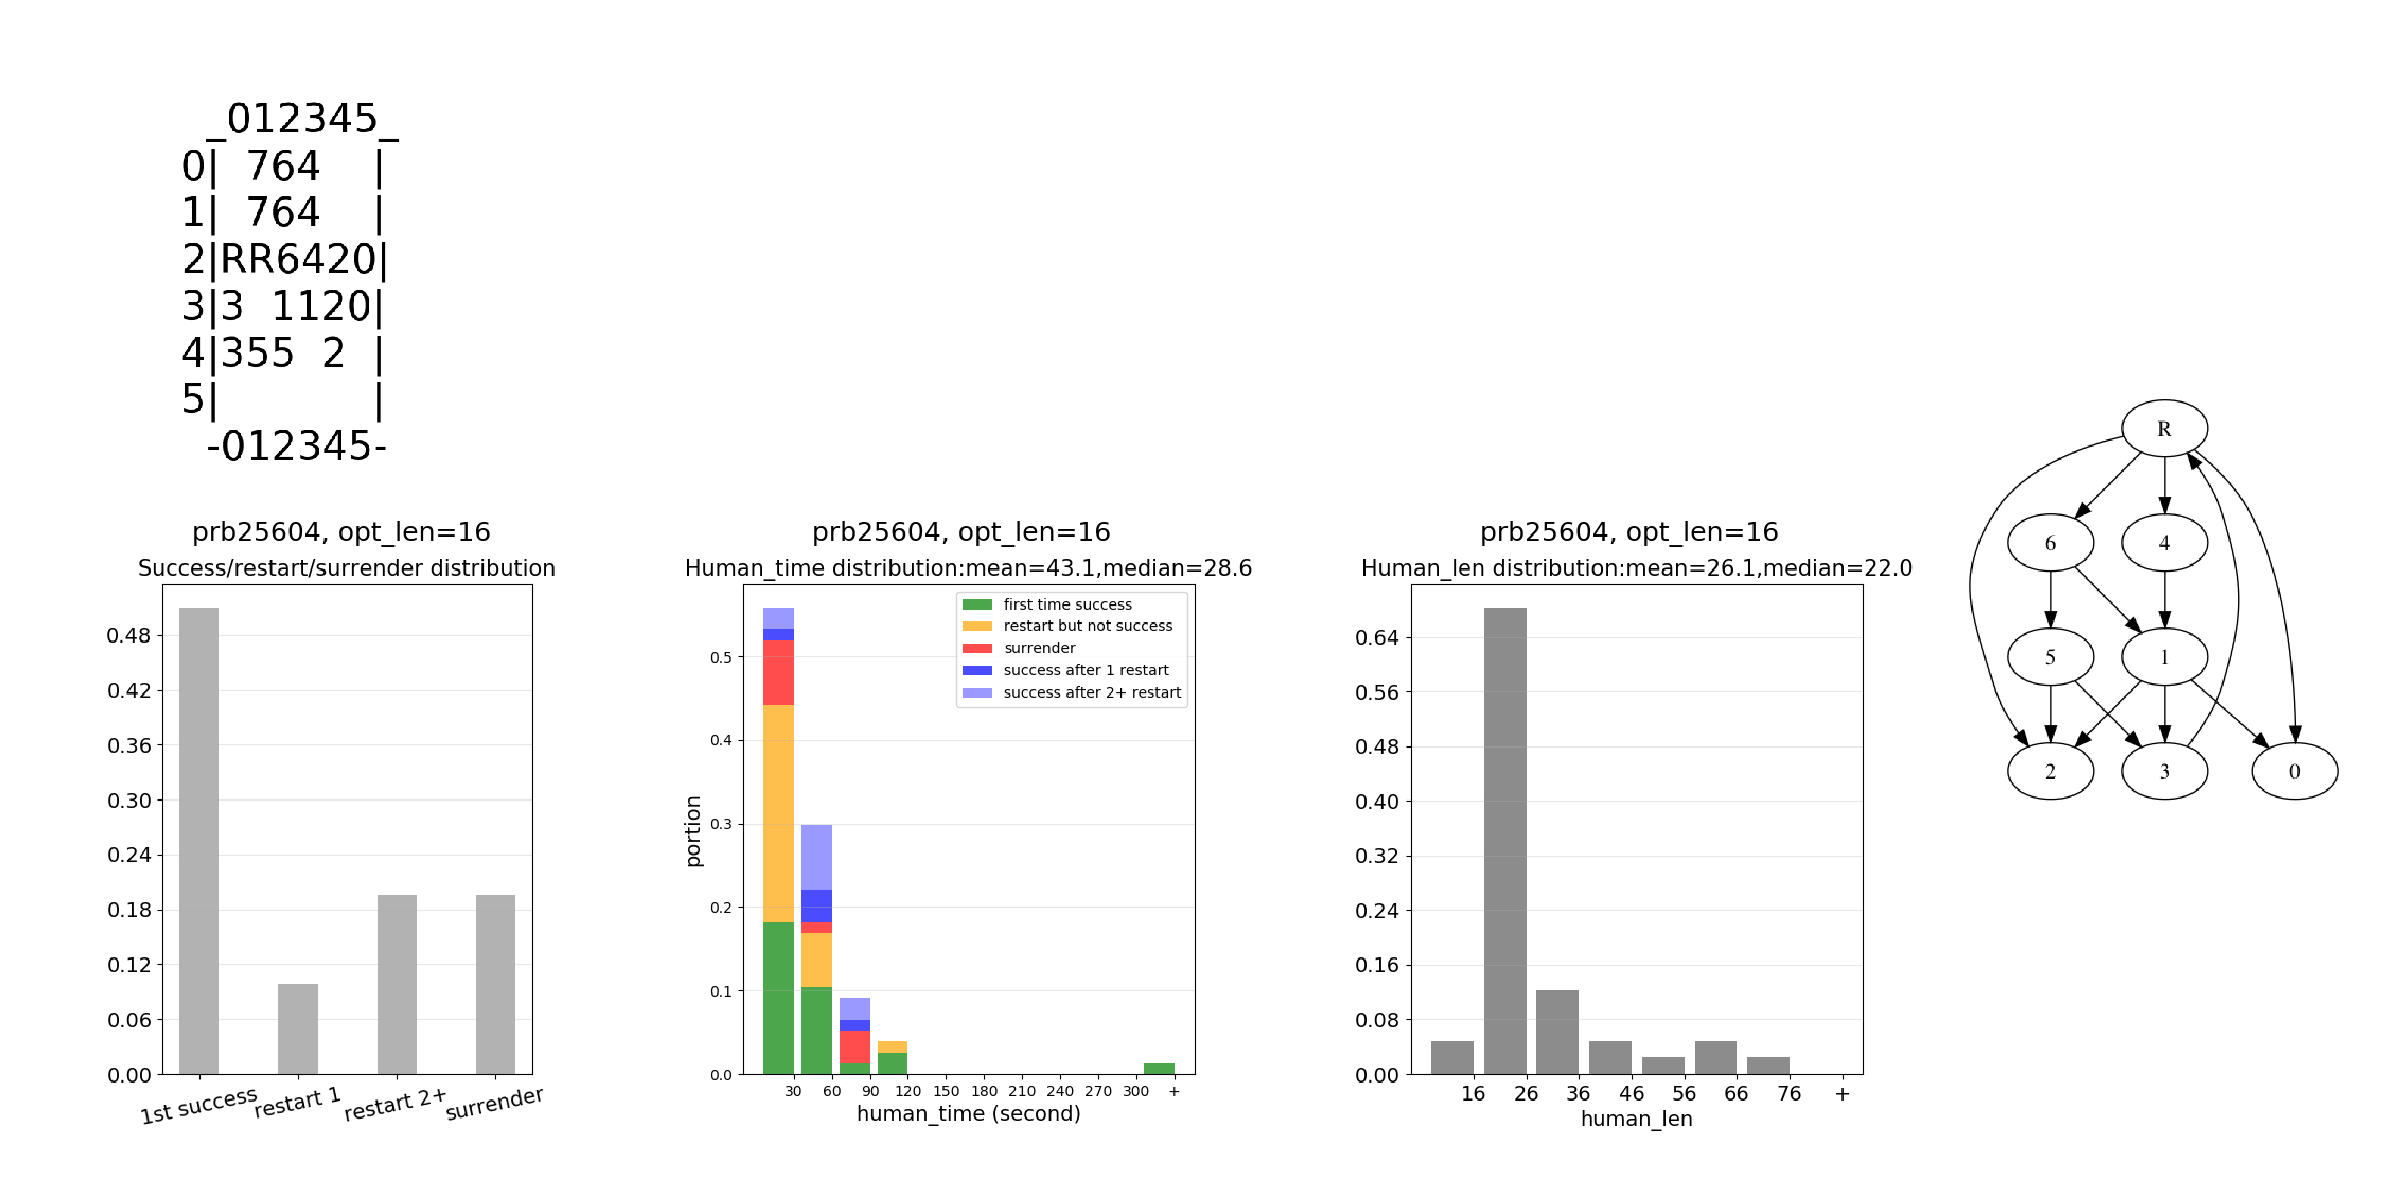 _012345_
0|  764    |
1|  764    |
2|RR6420|
3|3  1120|
4|355  2  |
5|            |
-012345-
prb25604, opt_len=16
Success/restart/surrender distribution
0.48
0.42
0.36
0.30
0.24
0.18
0.12
0.06
0.00
1st success
restart 1
restart 2+
surrender
prb25604, opt_len=16
Human_time distribution:mean=43.1,median=28.6
first time success
restart but not success
surrender
success after 1 restart
success after 2+ restart
portion
0.5
0.4
0.3
0.2
0.1
0.0
30 60 90 120 150 180 210 240 270 300 +
human_time (second)
prb25604, opt_len=16
Human_len distribution:mean=26.1,median=22.0
0.64
0.56
0.48
0.40
0.32
0.24
0.16
0.08
0.00
16 26 36 46 56 66 76 +
human_len
R
6 4
5 1
2 3 0